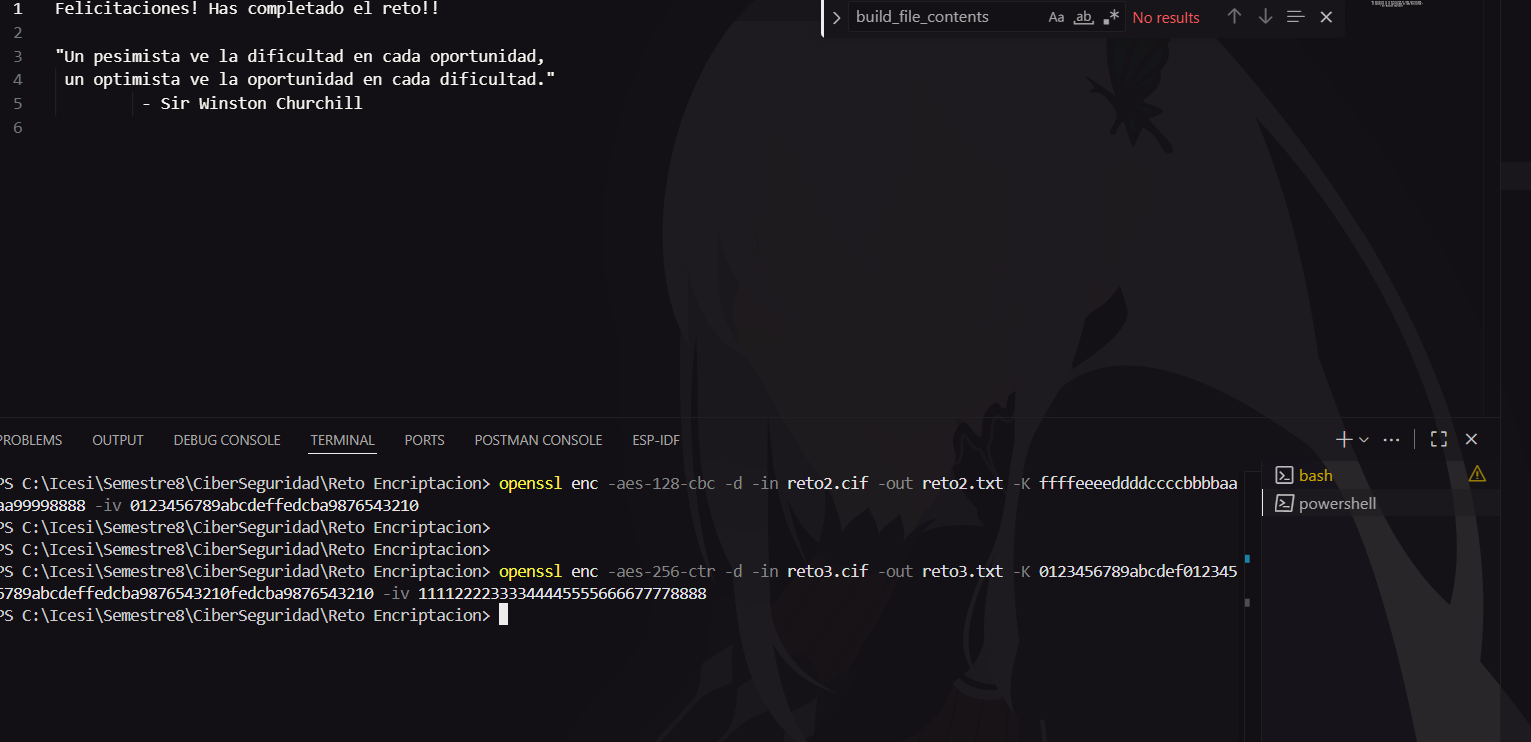 1 Felicitaciones! Has completado el reto!!
2
3 "Un pesimista ve la dificultad en cada oportunidad,
4 un optimista ve la oportunidad en cada dificultad."
5 - Sir Winston Churchill
6
build_file_contents Aa ab .* No results
PROBLEMS OUTPUT DEBUG CONSOLE TERMINAL PORTS POSTMAN CONSOLE ESP-IDF
PS C:\Icesi\Semestre8\CiberSeguridad\Reto Encriptacion> openssl enc -aes-128-cbc -d -in reto2.cif -out reto2.txt -K ffffeeeeddddccccbbbbaa
aa99998888 -iv 0123456789abcdeffedcba9876543210
PS C:\Icesi\Semestre8\CiberSeguridad\Reto Encriptacion>
PS C:\Icesi\Semestre8\CiberSeguridad\Reto Encriptacion>
PS C:\Icesi\Semestre8\CiberSeguridad\Reto Encriptacion> openssl enc -aes-256-ctr -d -in reto3.cif -out reto3.txt -K 0123456789abcdef012345
6789abcdeffedcba9876543210fedcba9876543210 -iv 11112222333344445555666677778888
PS C:\Icesi\Semestre8\CiberSeguridad\Reto Encriptacion>
bash
powershell